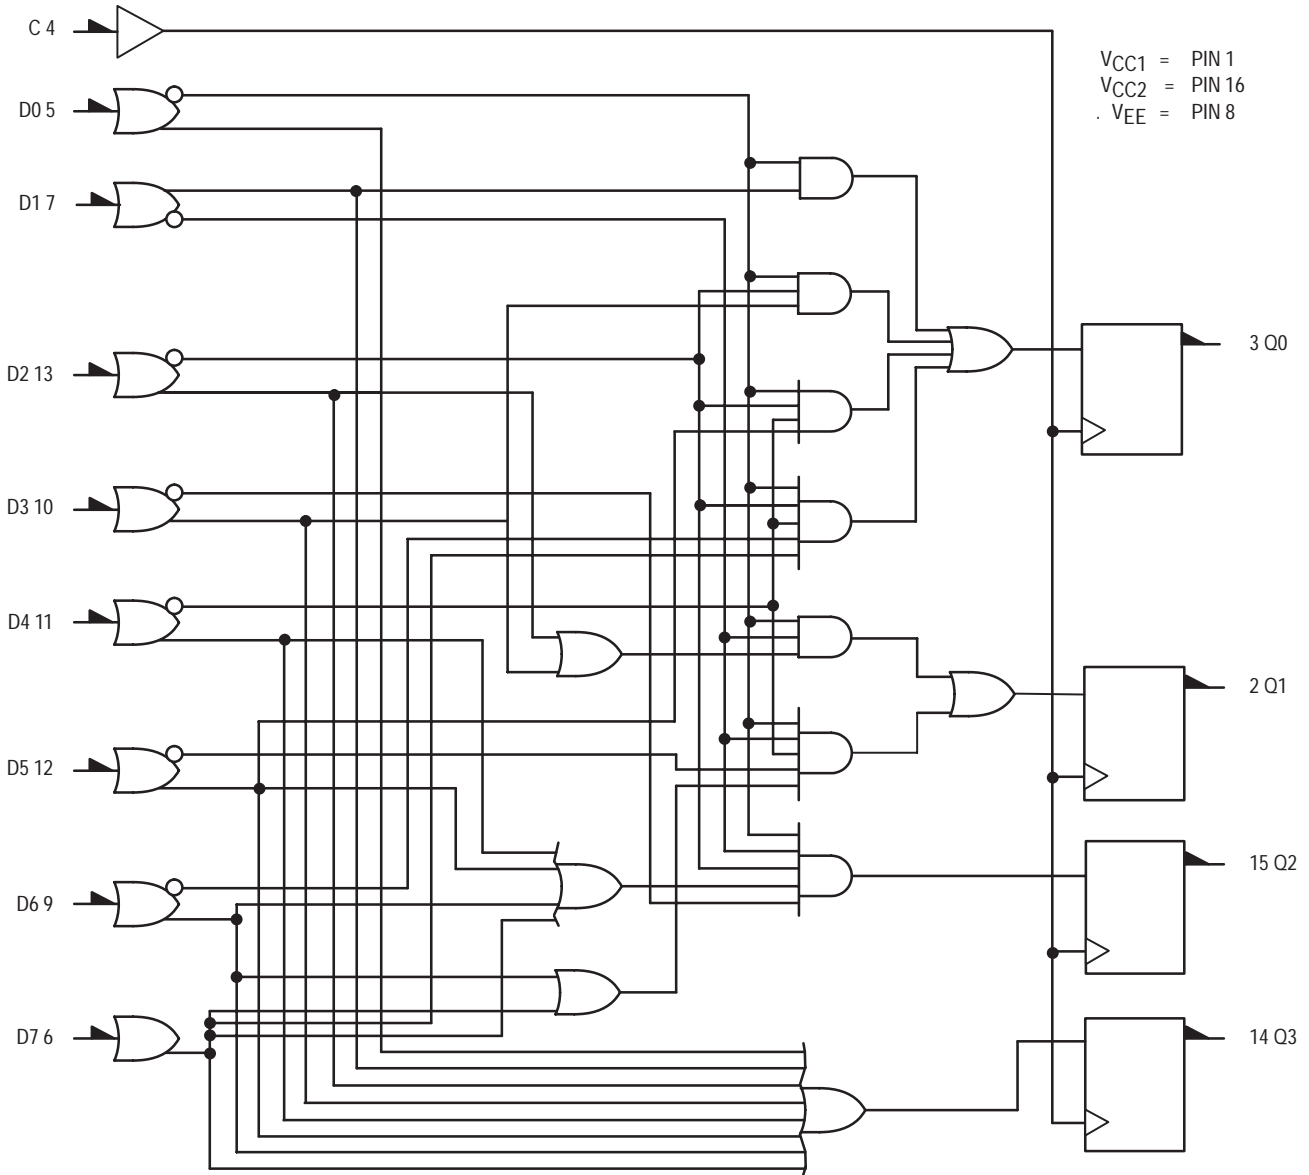 C 4
VCC1 = PIN 1
VCC2 = PIN 16
. VEE = PIN 8
D0 5
D1 7
3 Q0
D2 13
D3 10
D4 11
2 Q1
D5 12
15 Q2
D6 9
D7 6
14 Q3